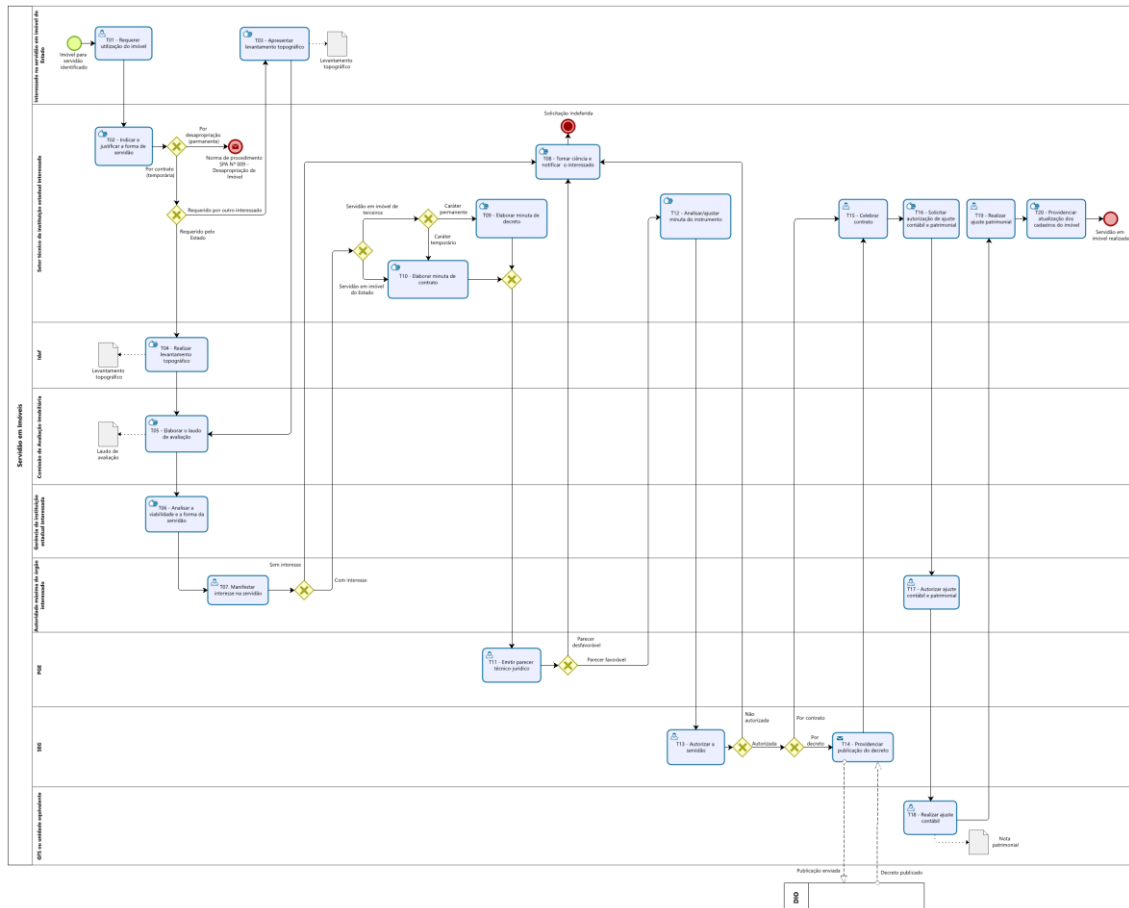 Servidão em Imóveis
Interessado na servidão em imóvel do
Estado
Imóvel para
servidão
identificado
T01 - Requerer
utilização do imóvel
T03 - Apresentar
levantamento topográfico
Levantamento
topográfico
Setor técnico da instituição estadual interessada
T02 - Indicar e
justificar a forma de
servidão
Por
desapropriação
(permanente)
Norma de procedimento
SPA Nº 009 -
Desapropriação de
Imóvel
Por contrato
(temporária)
Requerido por outro interessado
Requerido pelo
Estado
Solicitação indeferida
T08 - Tomar ciência e
notificar o interessado
Servidão em imóvel de
terceiros
Caráter
permanente
T09 - Elaborar minuta de
decreto
Caráter
temporário
Servidão em imóvel
do Estado
T10 - Elaborar minuta de
contrato
T12 - Analisar/ajustar
minuta do instrumento
T15 - Celebrar
contrato
T16 - Solicitar
autorização de ajuste
contábil e patrimonial
T19 - Realizar
ajuste patrimonial
T20 - Providenciar
atualização dos
cadastros do imóvel
Servidão em
imóvel realizada
Idaf
T04 - Realizar
levantamento
topográfico
Levantamento
topográfico
Comissão de Avaliação Imobiliária
T05 - Elaborar o laudo
de avaliação
Laudo de
avaliação
Gerência da instituição
estadual interessada
T06 - Analisar a
viabilidade e a forma da
servidão
Autoridade máxima do órgão
interessado
T07. Manifestar
interesse na servidão
Sem interesse
Com interesse
T17 - Autorizar ajuste
contábil e patrimonial
PGE
T11 - Emitir parecer
técnico jurídico
Parecer
desfavorável
Parecer favorável
SEG
T13 - Autorizar a
servidão
Não
autorizada
Autorizada
Por contrato
Por
decreto
T14 - Providenciar
publicação do decreto
GFS ou unidade equivalente
T18 - Realizar ajuste
contábil
Nota
patrimonial
Publicação enviada
Decreto publicado
DIO